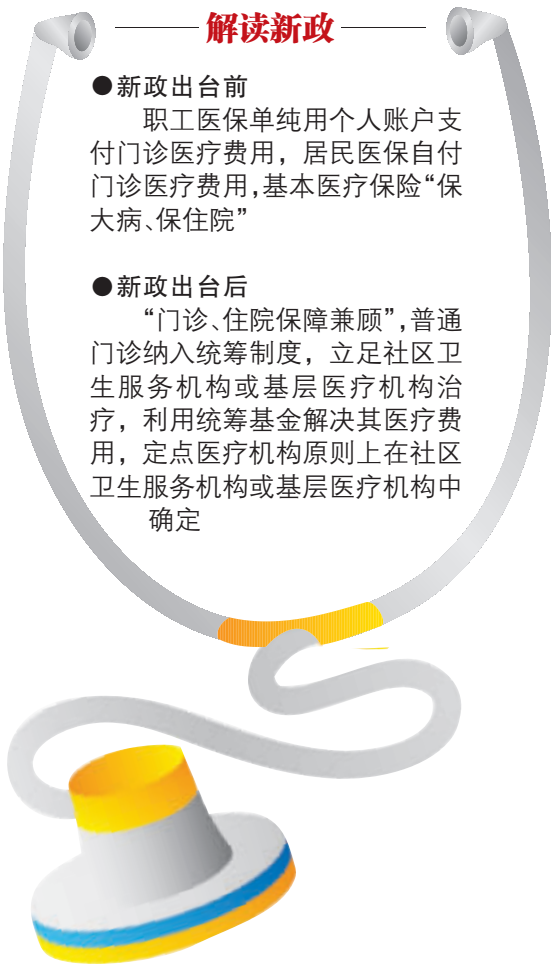 解读新政
●新政出台前
职工医保单纯用个人账户支
付门诊医疗费用，居民医保自付
门诊医疗费用,基本医疗保险“保
大病、保住院”
●新政出台后
“门诊、住院保障兼顾”,普通
门诊纳入统筹制度，立足社区卫
生服务机构或基层医疗机构治
疗，利用统筹基金解决其医疗费
用，定点医疗机构原则上在社区
卫生服务机构或基层医疗机构中
确定